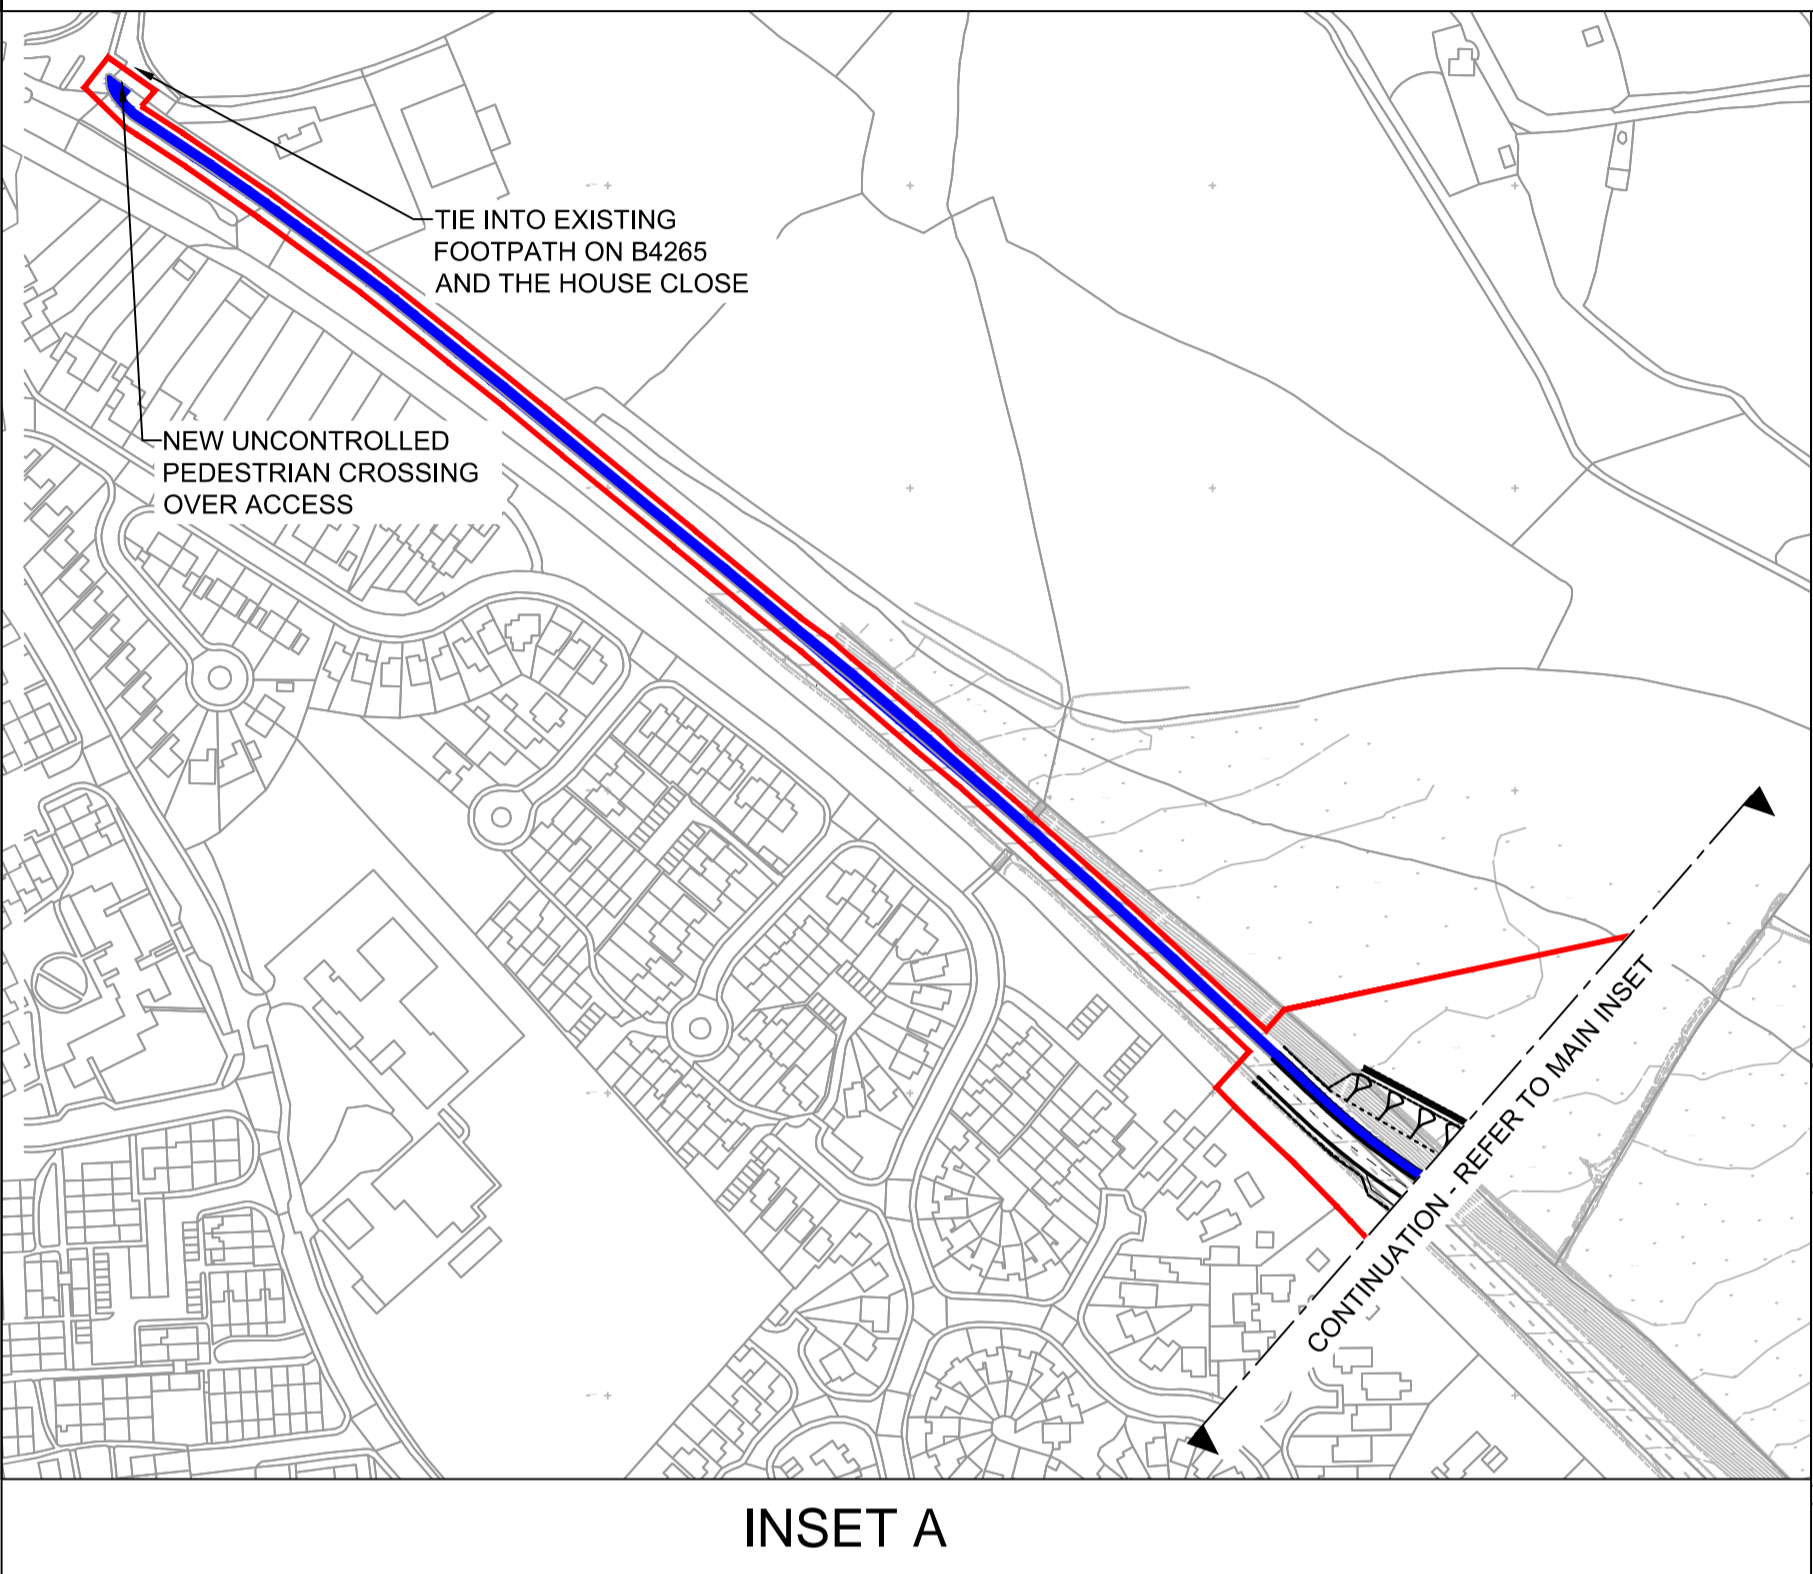 TIE INTO EXISTING
FOOTPATH ON B4265
AND THE HOUSE CLOSE
NEW UNCONTROLLED
PEDESTRIAN CROSSING
OVER ACCESS
CONTINUATION - REFER TO MAIN INSET
INSET A